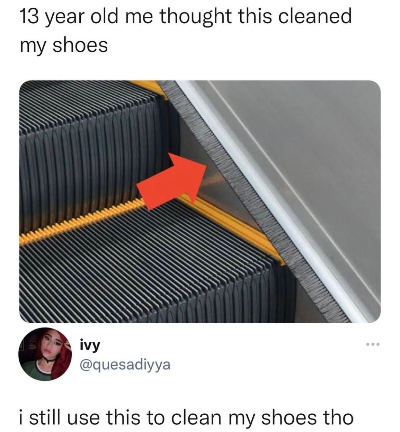 13 year old me thought this cleaned
my shoes
ivy
@quesadiyya
i still use this to clean my shoes tho